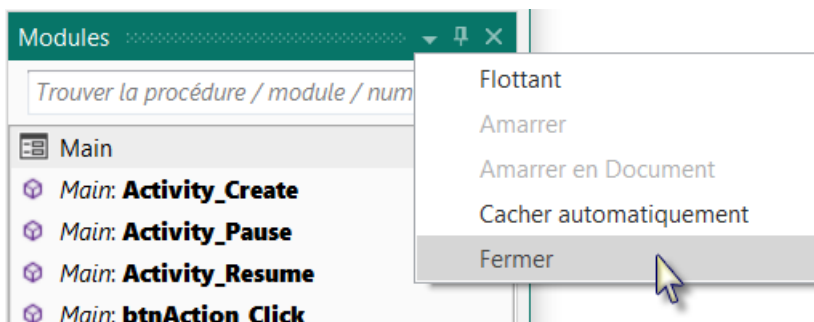 Modules
Trouver la procédure / module / num
Main
Main: Activity_Create
Main: Activity_Pause
Main: Activity_Resume
Main: btnAction_Click
Flottant
Amarrer
Amarrer en Document
Cacher automatiquement
Fermer